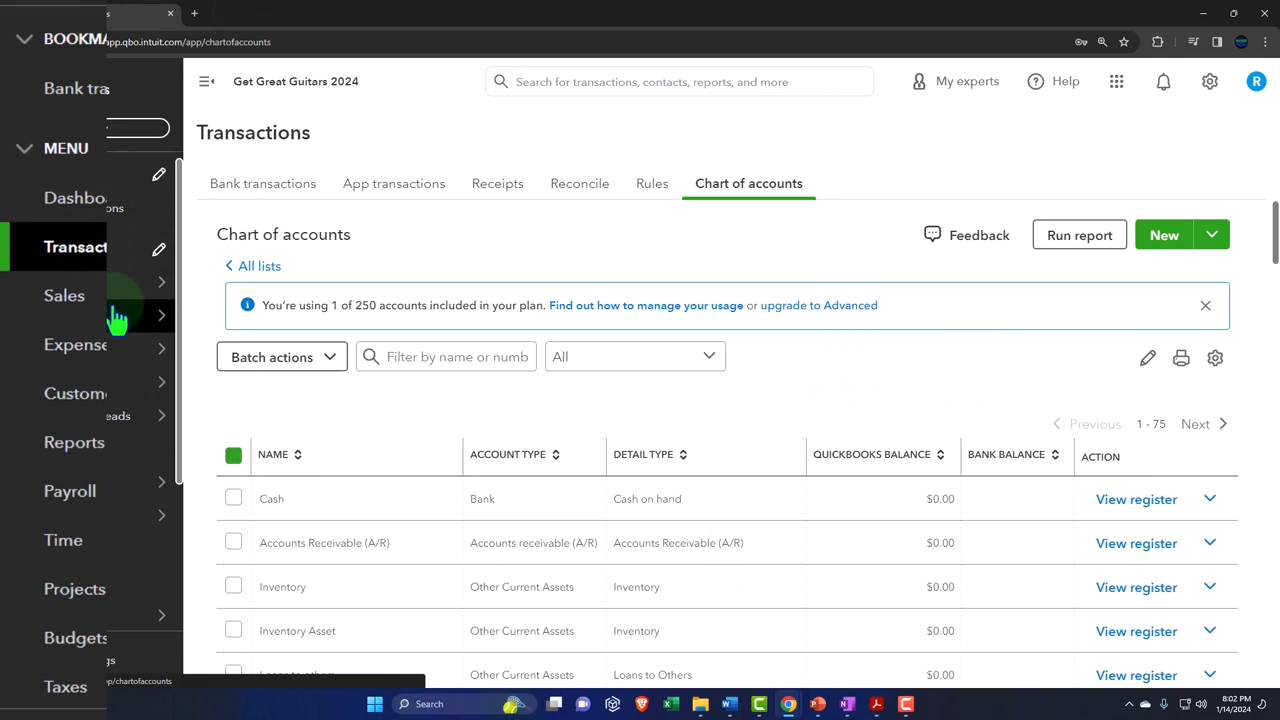 app.qbo.intuit.com/app/chartofaccounts
Get Great Guitars 2024
Search for transactions, contacts, reports, and more
My experts
Help
R
Transactions
Bank transactions App transactions Receipts Reconcile Rules Chart of accounts
Chart of accounts
Feedback
Run report
New
All lists
You're using 1 of 250 accounts included in your plan. Find out how to manage your usage or upgrade to Advanced
Batch actions
Filter by name or numb
All
Previous 1 - 75 Next
NAME ACCOUNT TYPE DETAIL TYPE QUICKBOOKS BALANCE BANK BALANCE ACTION
Cash Bank Cash on hand $0.00 View register
Accounts Receivable (A/R) Accounts receivable (A/R) Accounts Receivable (A/R) $0.00 View register
Inventory Other Current Assets Inventory $0.00 View register
Inventory Asset Other Current Assets Inventory $0.00 View register
Other Current Assets Loans to Others $0.00 View register
BOOKMA
Bank tra
MENU
Dashbo
Transact
Sales
Expense
Custome
Reports
Payroll
Time
Projects
Budgets
Taxes
ons
eads
gs
p/chartofaccounts
Search
8:02 PM
1/14/2024